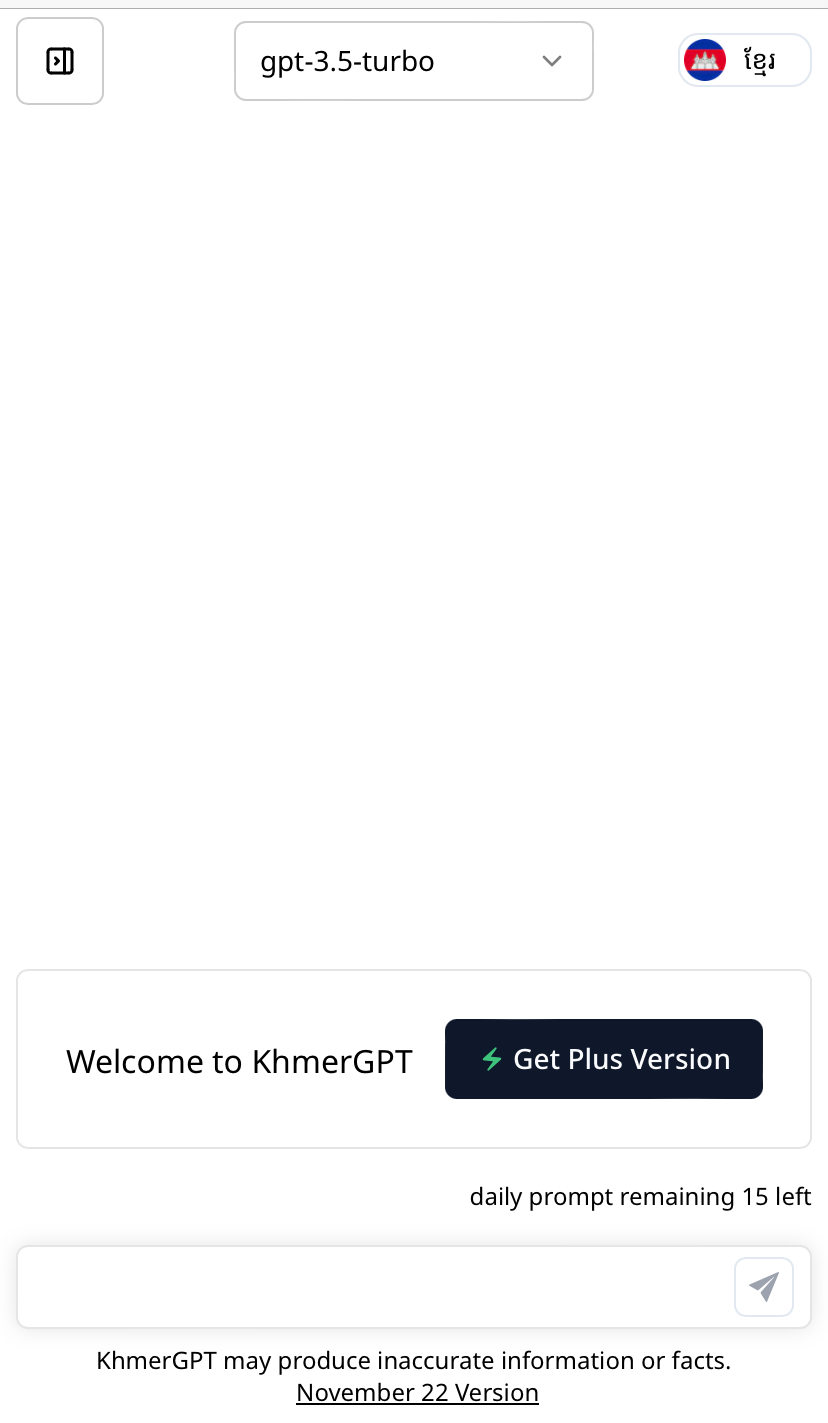 gpt-3.5-turbo
ខ្មែរ
Welcome to KhmerGPT
Get Plus Version
daily prompt remaining 15 left
KhmerGPT may produce inaccurate information or facts.
November 22 Version